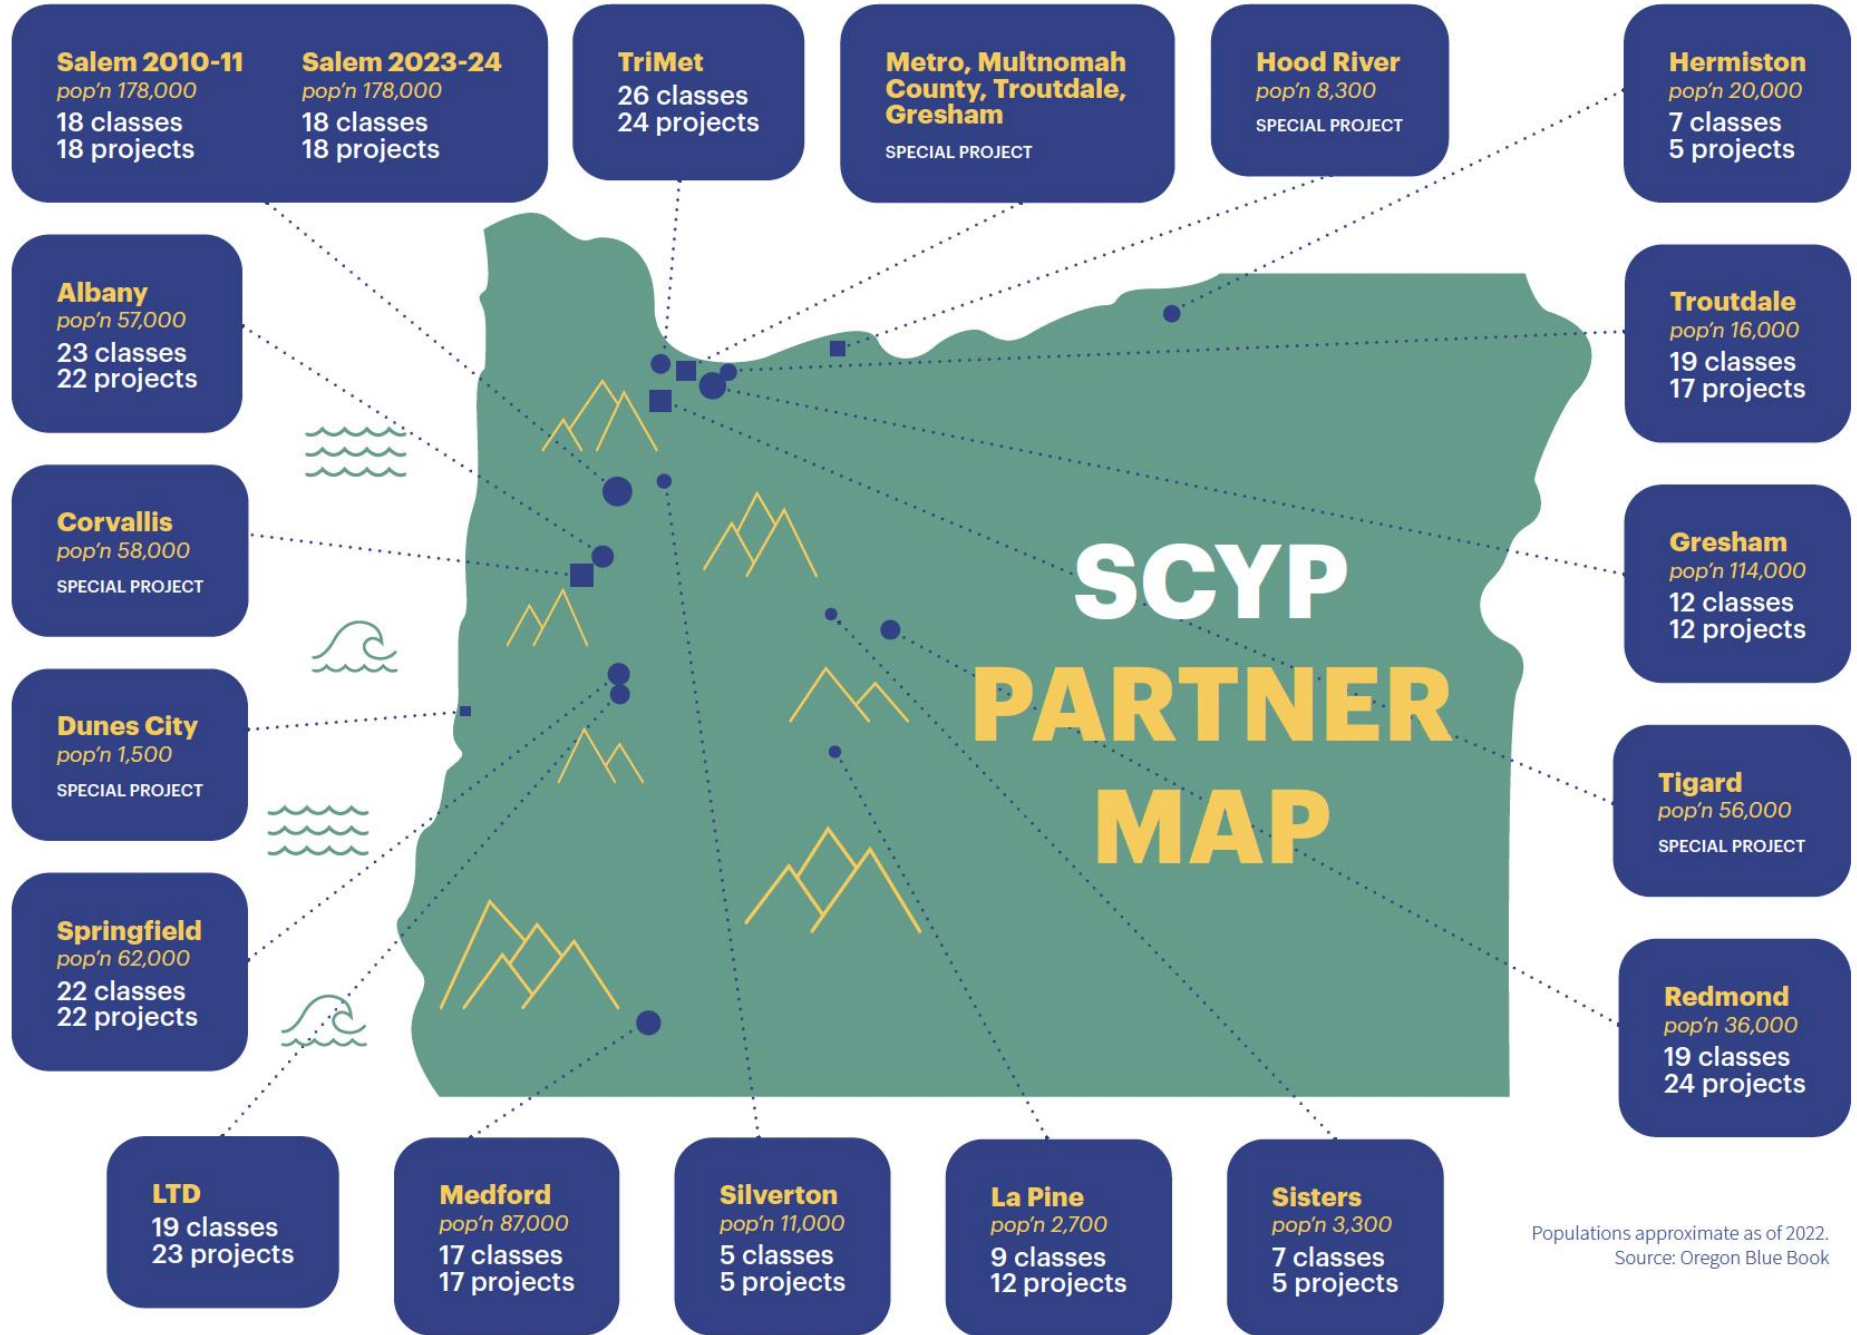 Salem 2010-11
pop'n 178,000
18 classes
18 projects
Salem 2023-24
pop'n 178,000
18 classes
18 projects
TriMet
26 classes
24 projects
Metro, Multnomah
County, Troutdale,
Gresham
SPECIAL PROJECT
Hood River
pop'n 8,300
SPECIAL PROJECT
Hermiston
pop'n 20,000
7 classes
5 projects
Albany
pop'n 57,000
23 classes
22 projects
Troutdale
pop'n 16,000
19 classes
17 projects
Corvallis
pop'n 58,000
SPECIAL PROJECT
Gresham
pop'n 114,000
12 classes
12 projects
SCYP
PARTNER
MAP
Dunes City
pop'n 1,500
SPECIAL PROJECT
Tigard
pop'n 56,000
SPECIAL PROJECT
Springfield
pop'n 62,000
22 classes
22 projects
Redmond
pop'n 36,000
19 classes
24 projects
LTD
19 classes
23 projects
Medford
pop'n 87,000
17 classes
17 projects
Silverton
pop'n 11,000
5 classes
5 projects
La Pine
pop'n 2,700
9 classes
12 projects
Sisters
pop'n 3,300
7 classes
5 projects
Populations approximate as of 2022.
Source: Oregon Blue Book